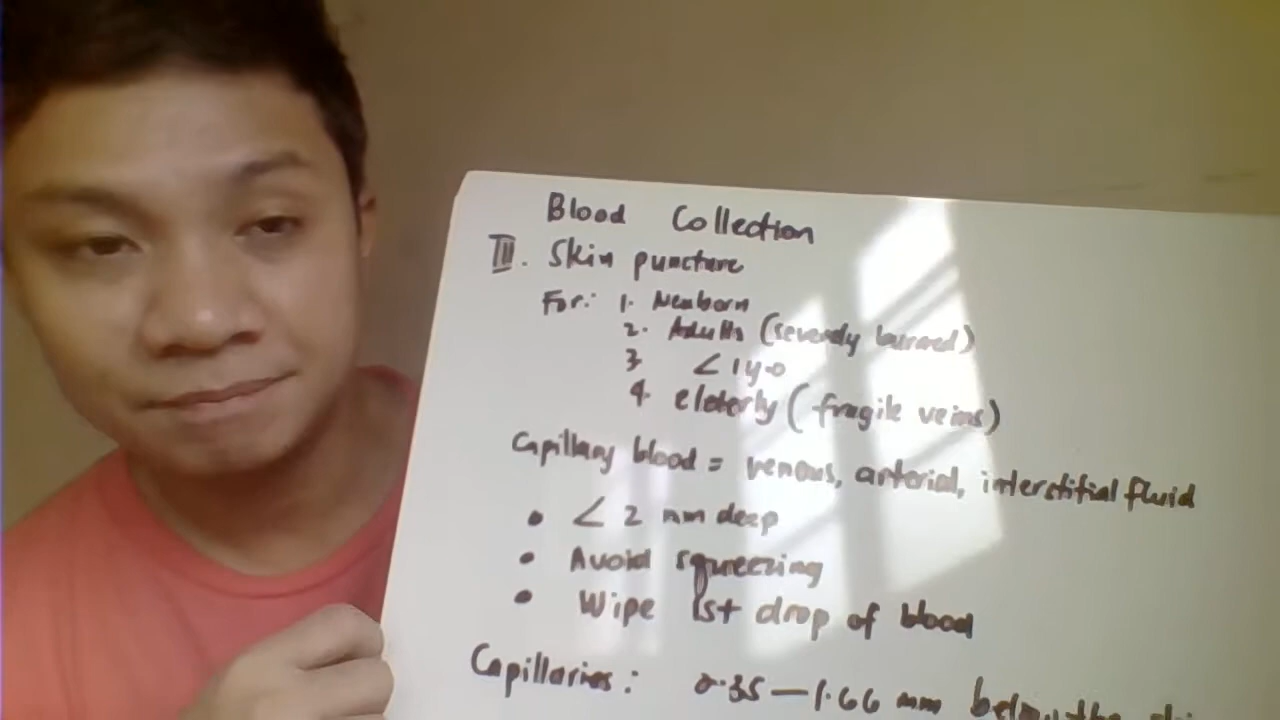 Blood Collection
III. Skin puncture
For: 1. Newborn
2. Adults (severely burned)
3 < 1 y.o
4. elderly (fragile veins)
Capillary blood = venous, arterial, interstitial fluid
• < 2 mm deep
• Avoid squeezing
• Wipe 1st drop of blood
Capillaries: 0.35 – 1.66 mm below the